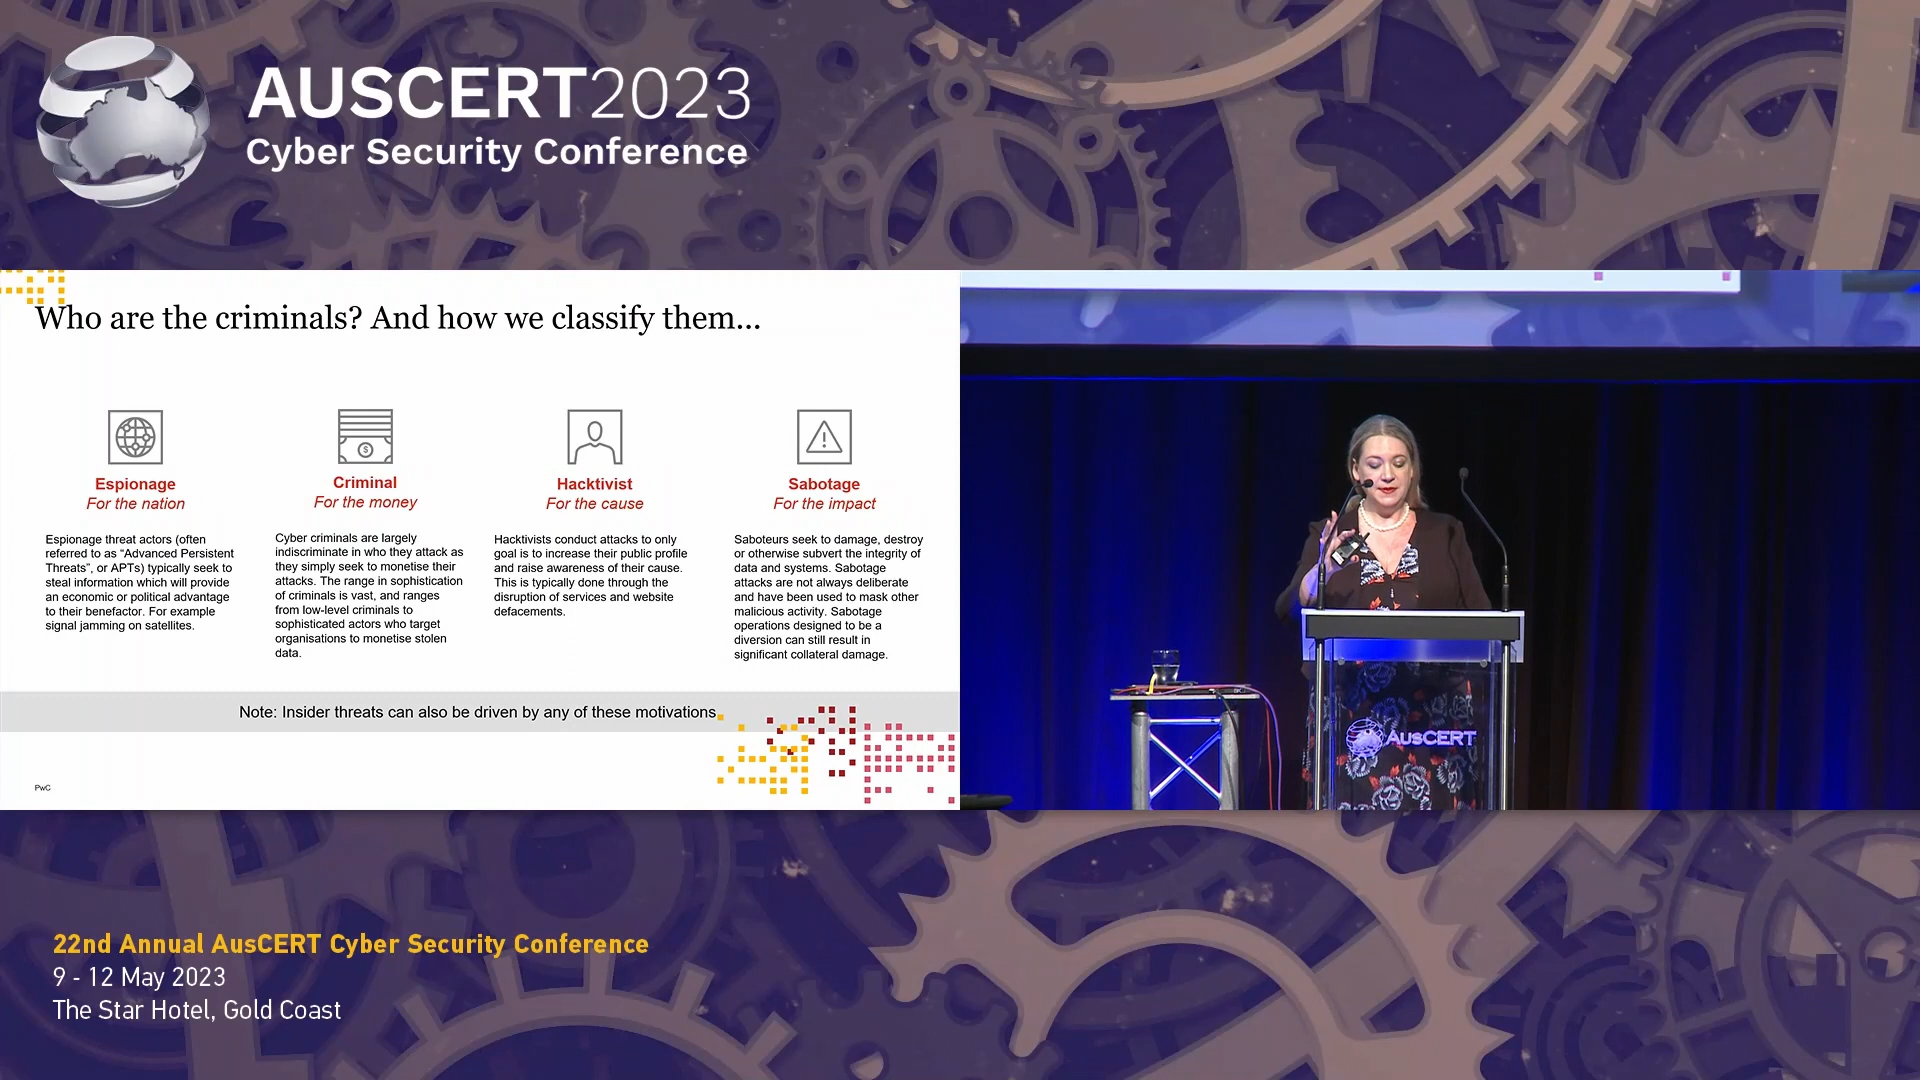 AUSCERT2023
Cyber Security Conference
Who are the criminals? And how we classify them...
Espionage
For the nation
Espionage threat actors (often
referred to as “Advanced Persistent
Threats”, or APTs) typically seek to
steal information which will provide
an economic or political advantage
to their benefactor. For example
signal jamming on satellites.
Criminal
For the money
Cyber criminals are largely
indiscriminate in who they attack as
they simply seek to monetise their
attacks. The range in sophistication
of criminals is vast, and ranges
from low-level criminals to
sophisticated actors who target
organisations to monetise stolen
data.
Hacktivist
For the cause
Hacktivists conduct attacks to only
goal is to increase their public profile
and raise awareness of their cause.
This is typically done through the
disruption of services and website
defacements.
Sabotage
For the impact
Saboteurs seek to damage, destroy
or otherwise subvert the integrity of
data and systems. Sabotage
attacks are not always deliberate
and have been used to mask other
malicious activity. Sabotage
operations designed to be a
diversion can still result in
significant collateral damage.
Note: Insider threats can also be driven by any of these motivations.
PwC
AUSCERT
22nd Annual AusCERT Cyber Security Conference
9 - 12 May 2023
The Star Hotel, Gold Coast